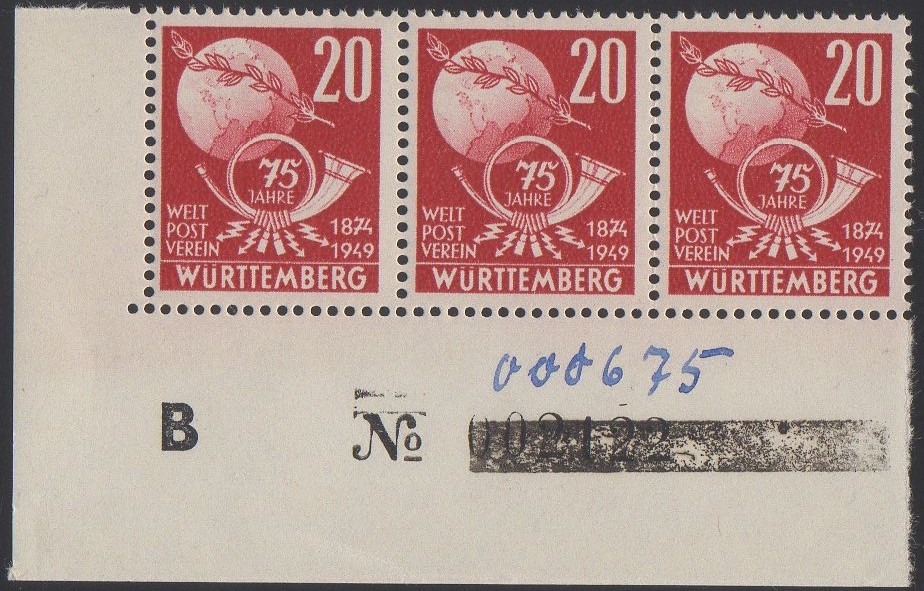 20 20 20
75 JAHRE 75 JAHRE 75 JAHRE
WELT POST VEREIN 1874 1949 WELT POST VEREIN 1874 1949 WELT POST VEREIN 1874 1949
WÜRTTEMBERG WÜRTTEMBERG WÜRTTEMBERG
000675
B No 002122